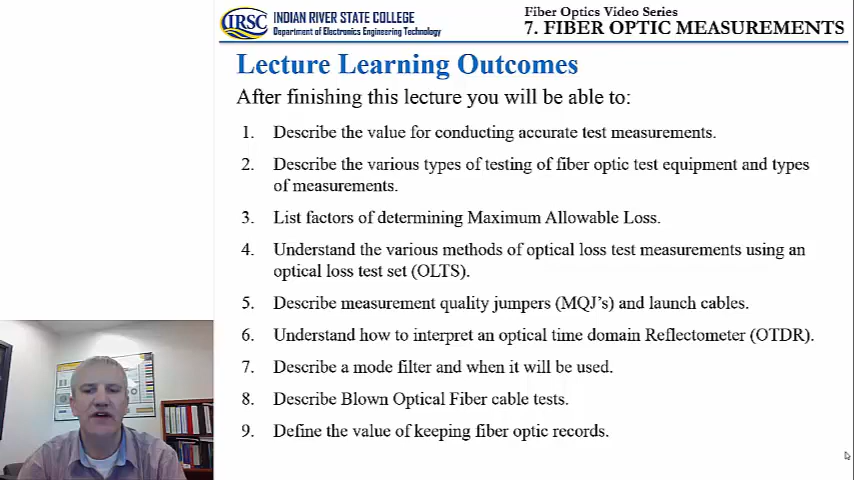 IRSC
INDIAN RIVER STATE COLLEGE
Department of Electronics Engineering Technology
Fiber Optics Video Series
7. FIBER OPTIC MEASUREMENTS
Lecture Learning Outcomes
After finishing this lecture you will be able to:
1. Describe the value for conducting accurate test measurements.
2. Describe the various types of testing of fiber optic test equipment and types
of measurements.
3. List factors of determining Maximum Allowable Loss.
4. Understand the various methods of optical loss test measurements using an
optical loss test set (OLTS).
5. Describe measurement quality jumpers (MQJ's) and launch cables.
6. Understand how to interpret an optical time domain Reflectometer (OTDR).
7. Describe a mode filter and when it will be used.
8. Describe Blown Optical Fiber cable tests.
9. Define the value of keeping fiber optic records.